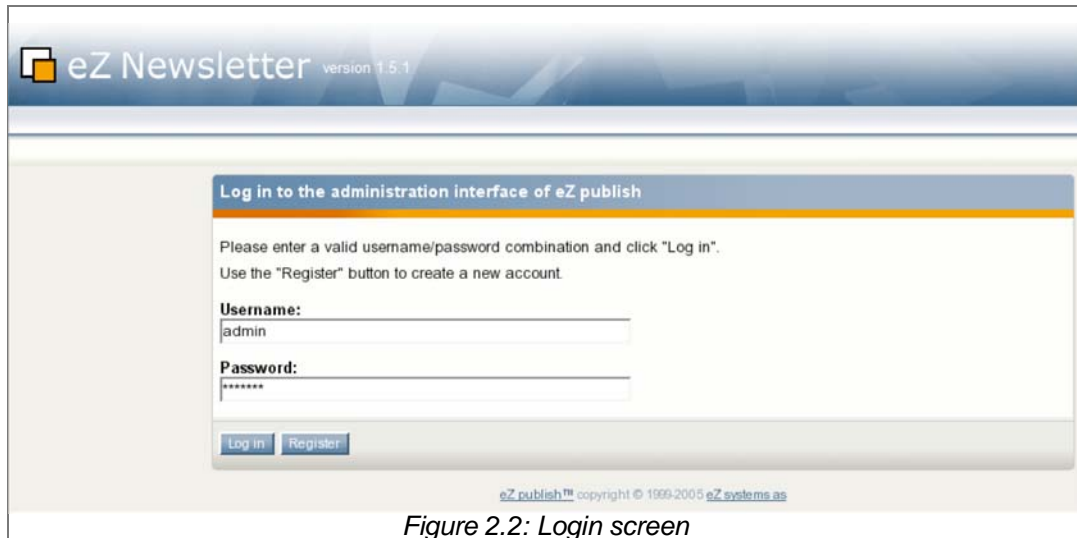 eZ Newsletter version 1.5.1
Log in to the administration interface of eZ publish
Please enter a valid username/password combination and click "Log in".
Use the "Register" button to create a new account.
Username:
admin
Password:
*******
Log in Register
eZ publish™ copyright © 1999-2005 eZ systems as
Figure 2.2: Login screen